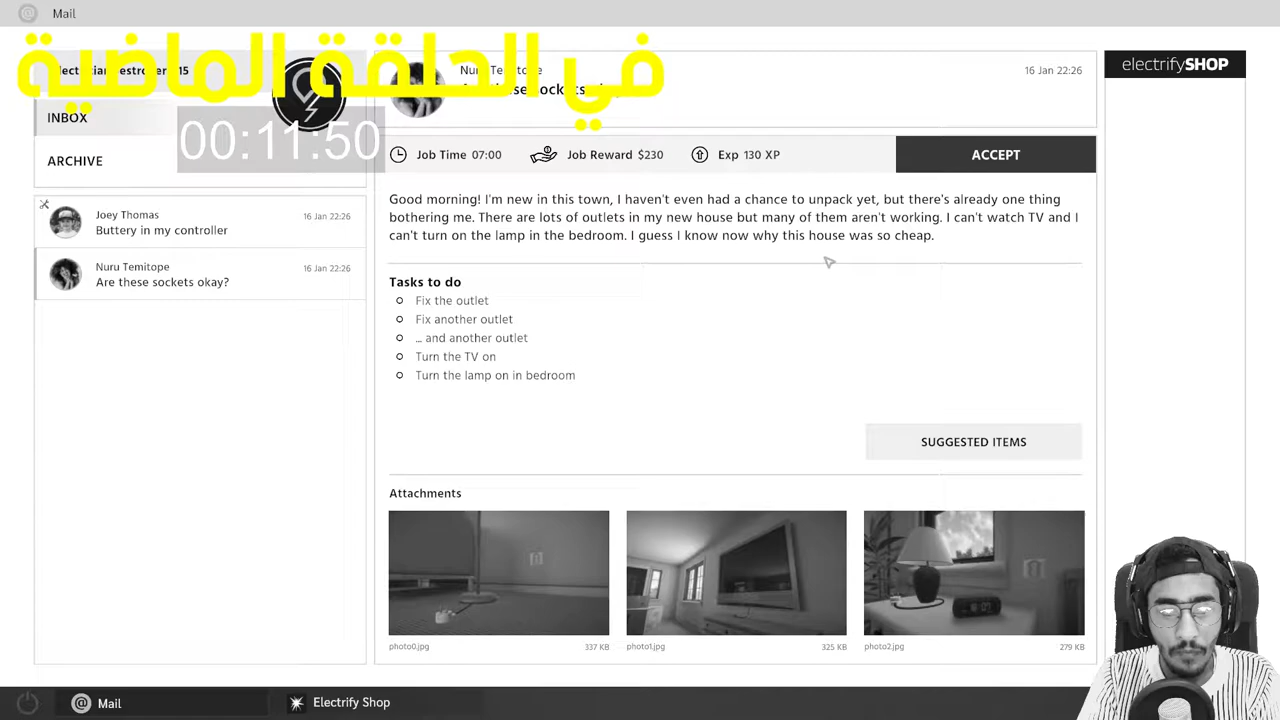 Mail
في الحلقة الماضية
00:11:50
INBOX
ARCHIVE
Joey Thomas
16 Jan 22:26
Buttery in my controller
Nuru Temitope
16 Jan 22:26
Are these sockets okay?
16 Jan 22:26
Job Time 07:00
Job Reward $230
Exp 130 XP
ACCEPT
Good morning! I'm new in this town, I haven't even had a chance to unpack yet, but there's already one thing
bothering me. There are lots of outlets in my new house but many of them aren't working. I can't watch TV and I
can't turn on the lamp in the bedroom. I guess I know now why this house was so cheap.
Tasks to do
Fix the outlet
Fix another outlet
... and another outlet
Turn the TV on
Turn the lamp on in bedroom
SUGGESTED ITEMS
Attachments
photo0.jpg
337 KB
photo1.jpg
325 KB
photo2.jpg
279 KB
electrifySHOP
Mail
Electrify Shop